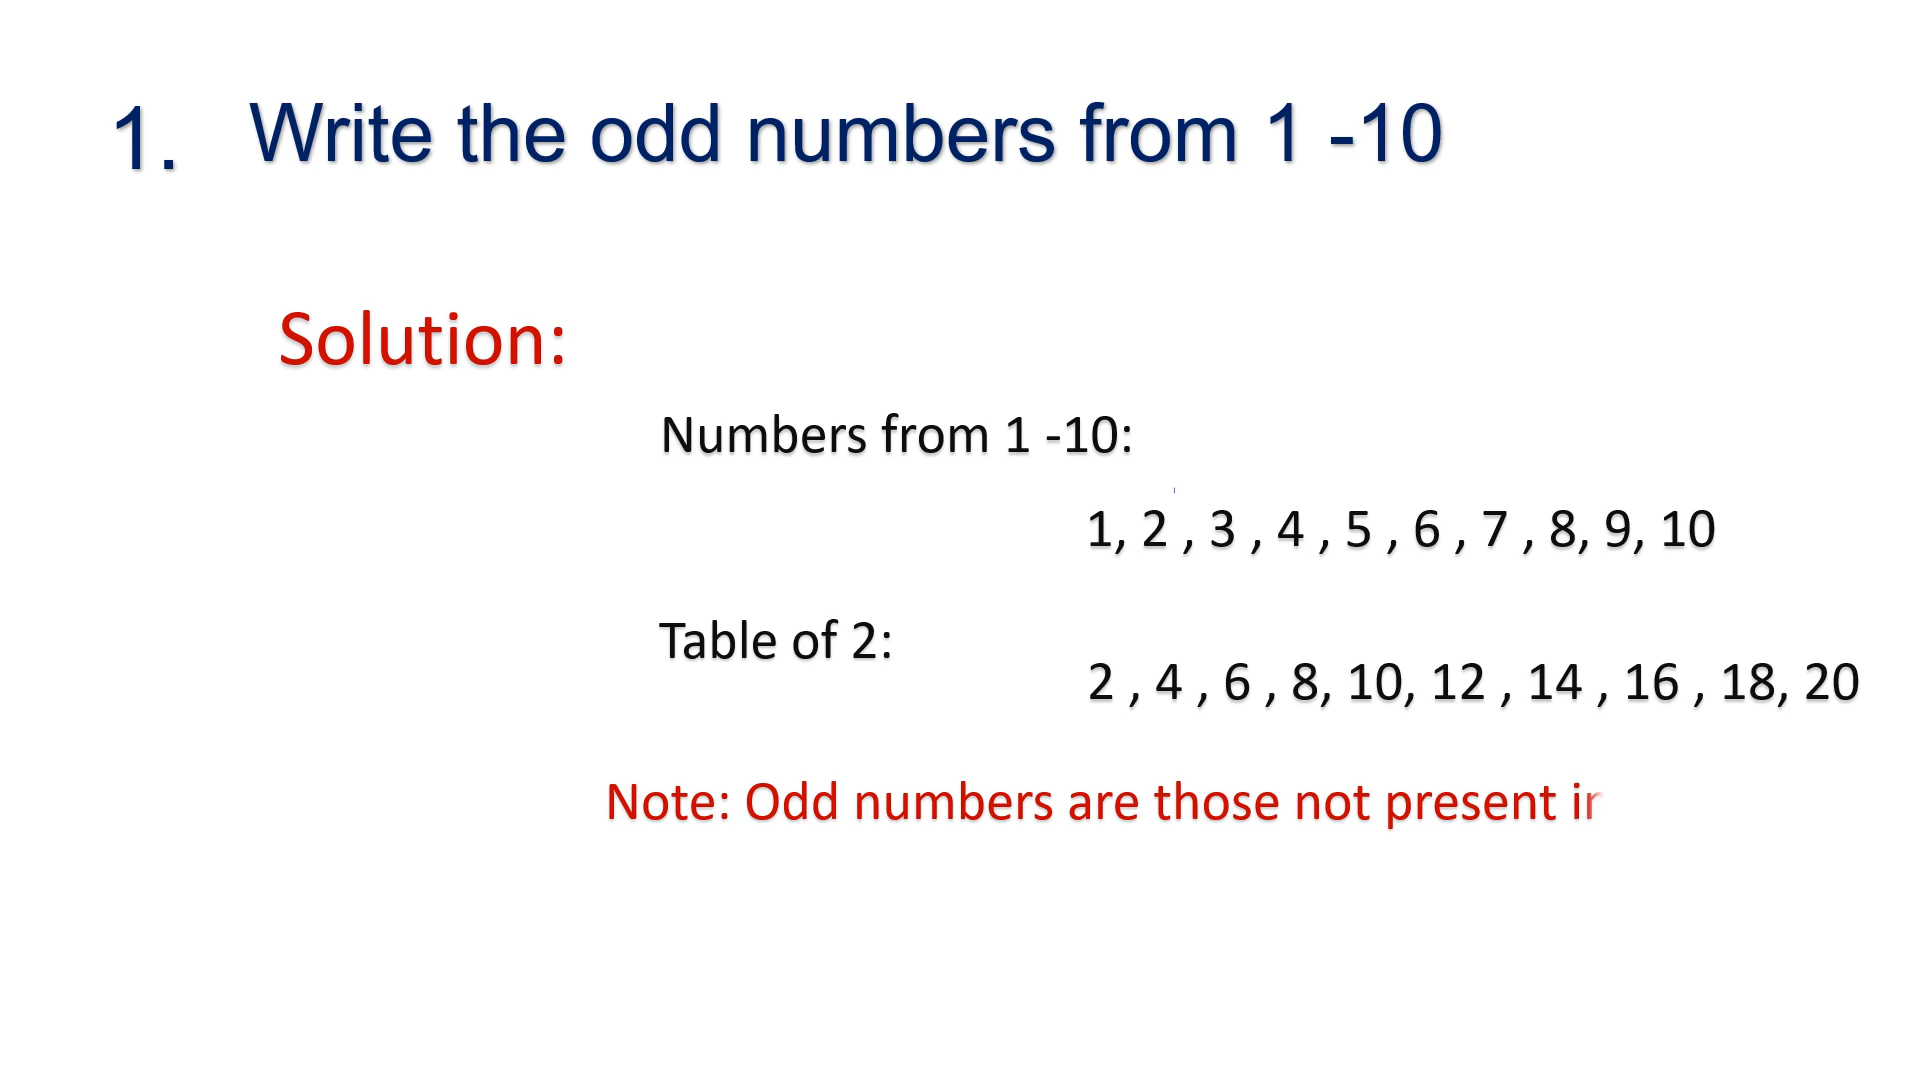 1. Write the odd numbers from 1 -10
Solution:
Numbers from 1 -10:
1, 2 , 3 , 4 , 5 , 6 , 7 , 8, 9, 10
Table of 2:
2 , 4 , 6 , 8, 10, 12 , 14 , 16 , 18, 20
Note: Odd numbers are those not present